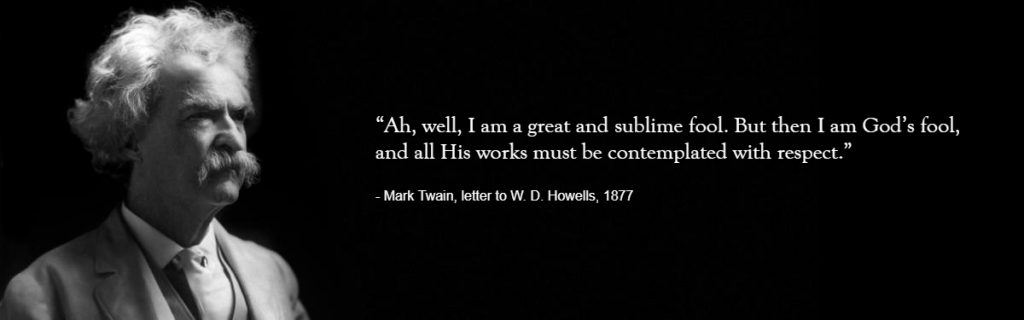 “Ah, well, I am a great and sublime fool. But then I am God’s fool,
and all His works must be contemplated with respect.”
- Mark Twain, letter to W. D. Howells, 1877